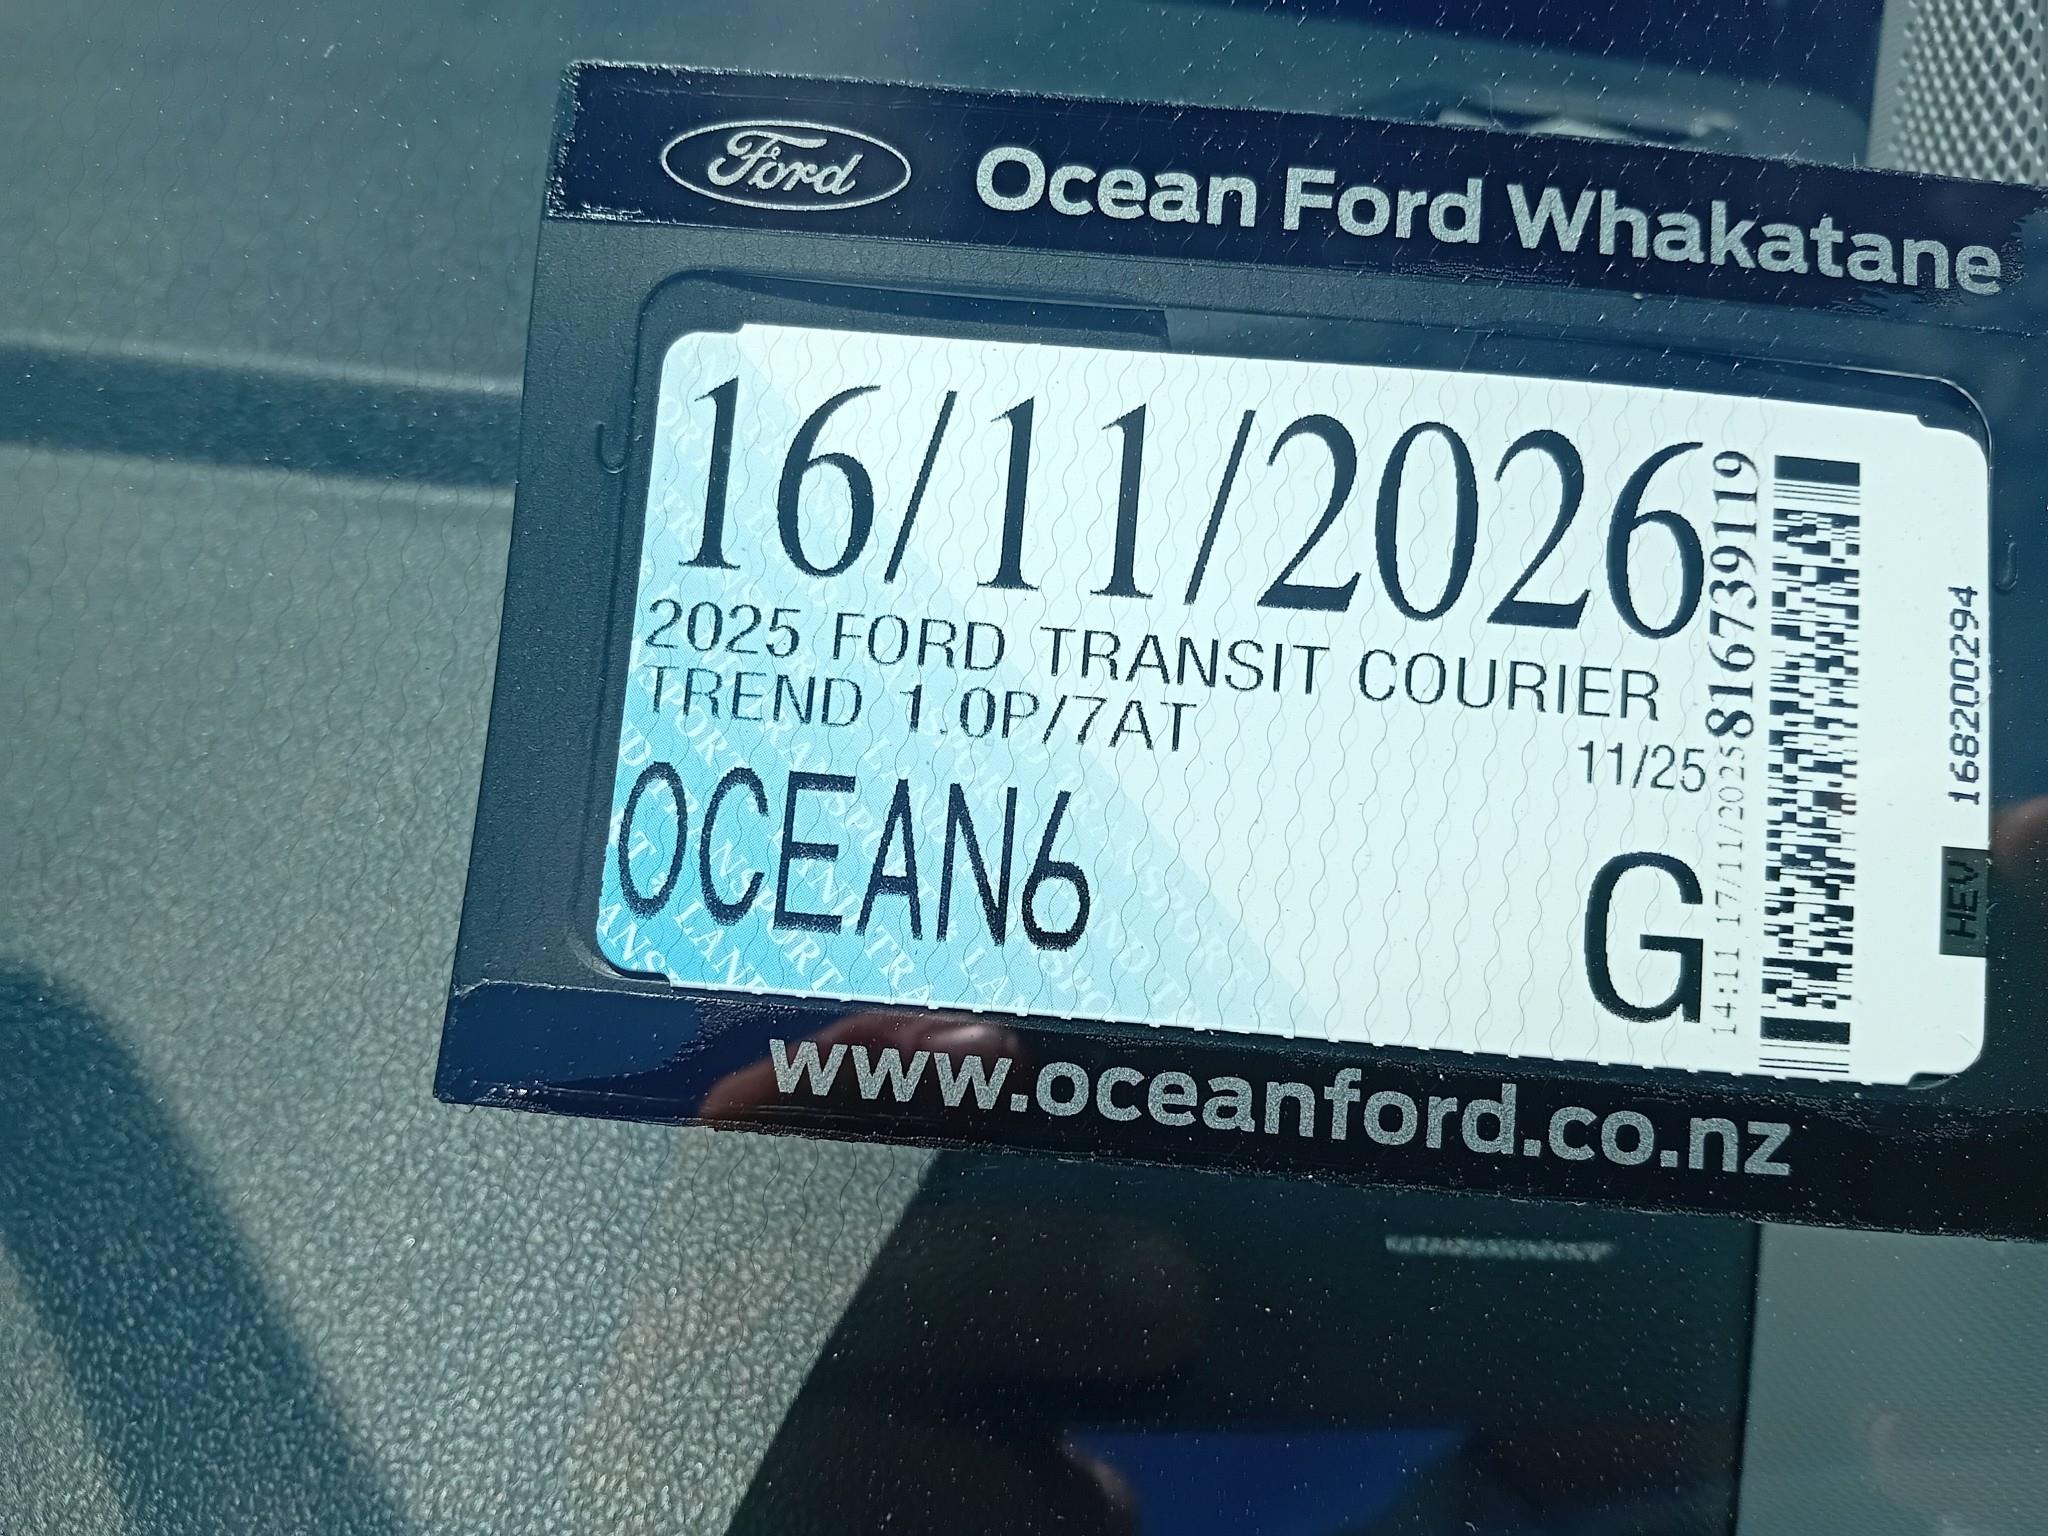 Ford Ocean Ford Whakatane
16/11/2026
2025 FORD TRANSIT COURIER
TREND 1.0P/7AT
11/25
OCEAN6
G
14:11 17/11/2025
816739119
168200294
HEV
www.oceanford.co.nz